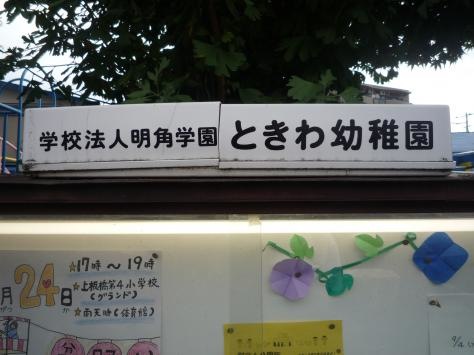 学校法人明角学園 ときわ幼稚園
17時～19時
月24日
上板橋第4小学校
(グランド)
雨天時(体育館)